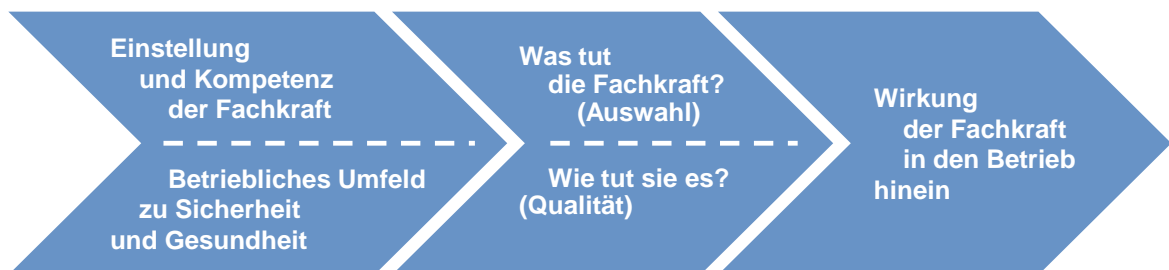 Einstellung
und Kompetenz
der Fachkraft
Betriebliches Umfeld
zu Sicherheit
und Gesundheit
Was tut
die Fachkraft?
(Auswahl)
Wie tut sie es?
(Qualität)
Wirkung
der Fachkraft
in den Betrieb
hinein